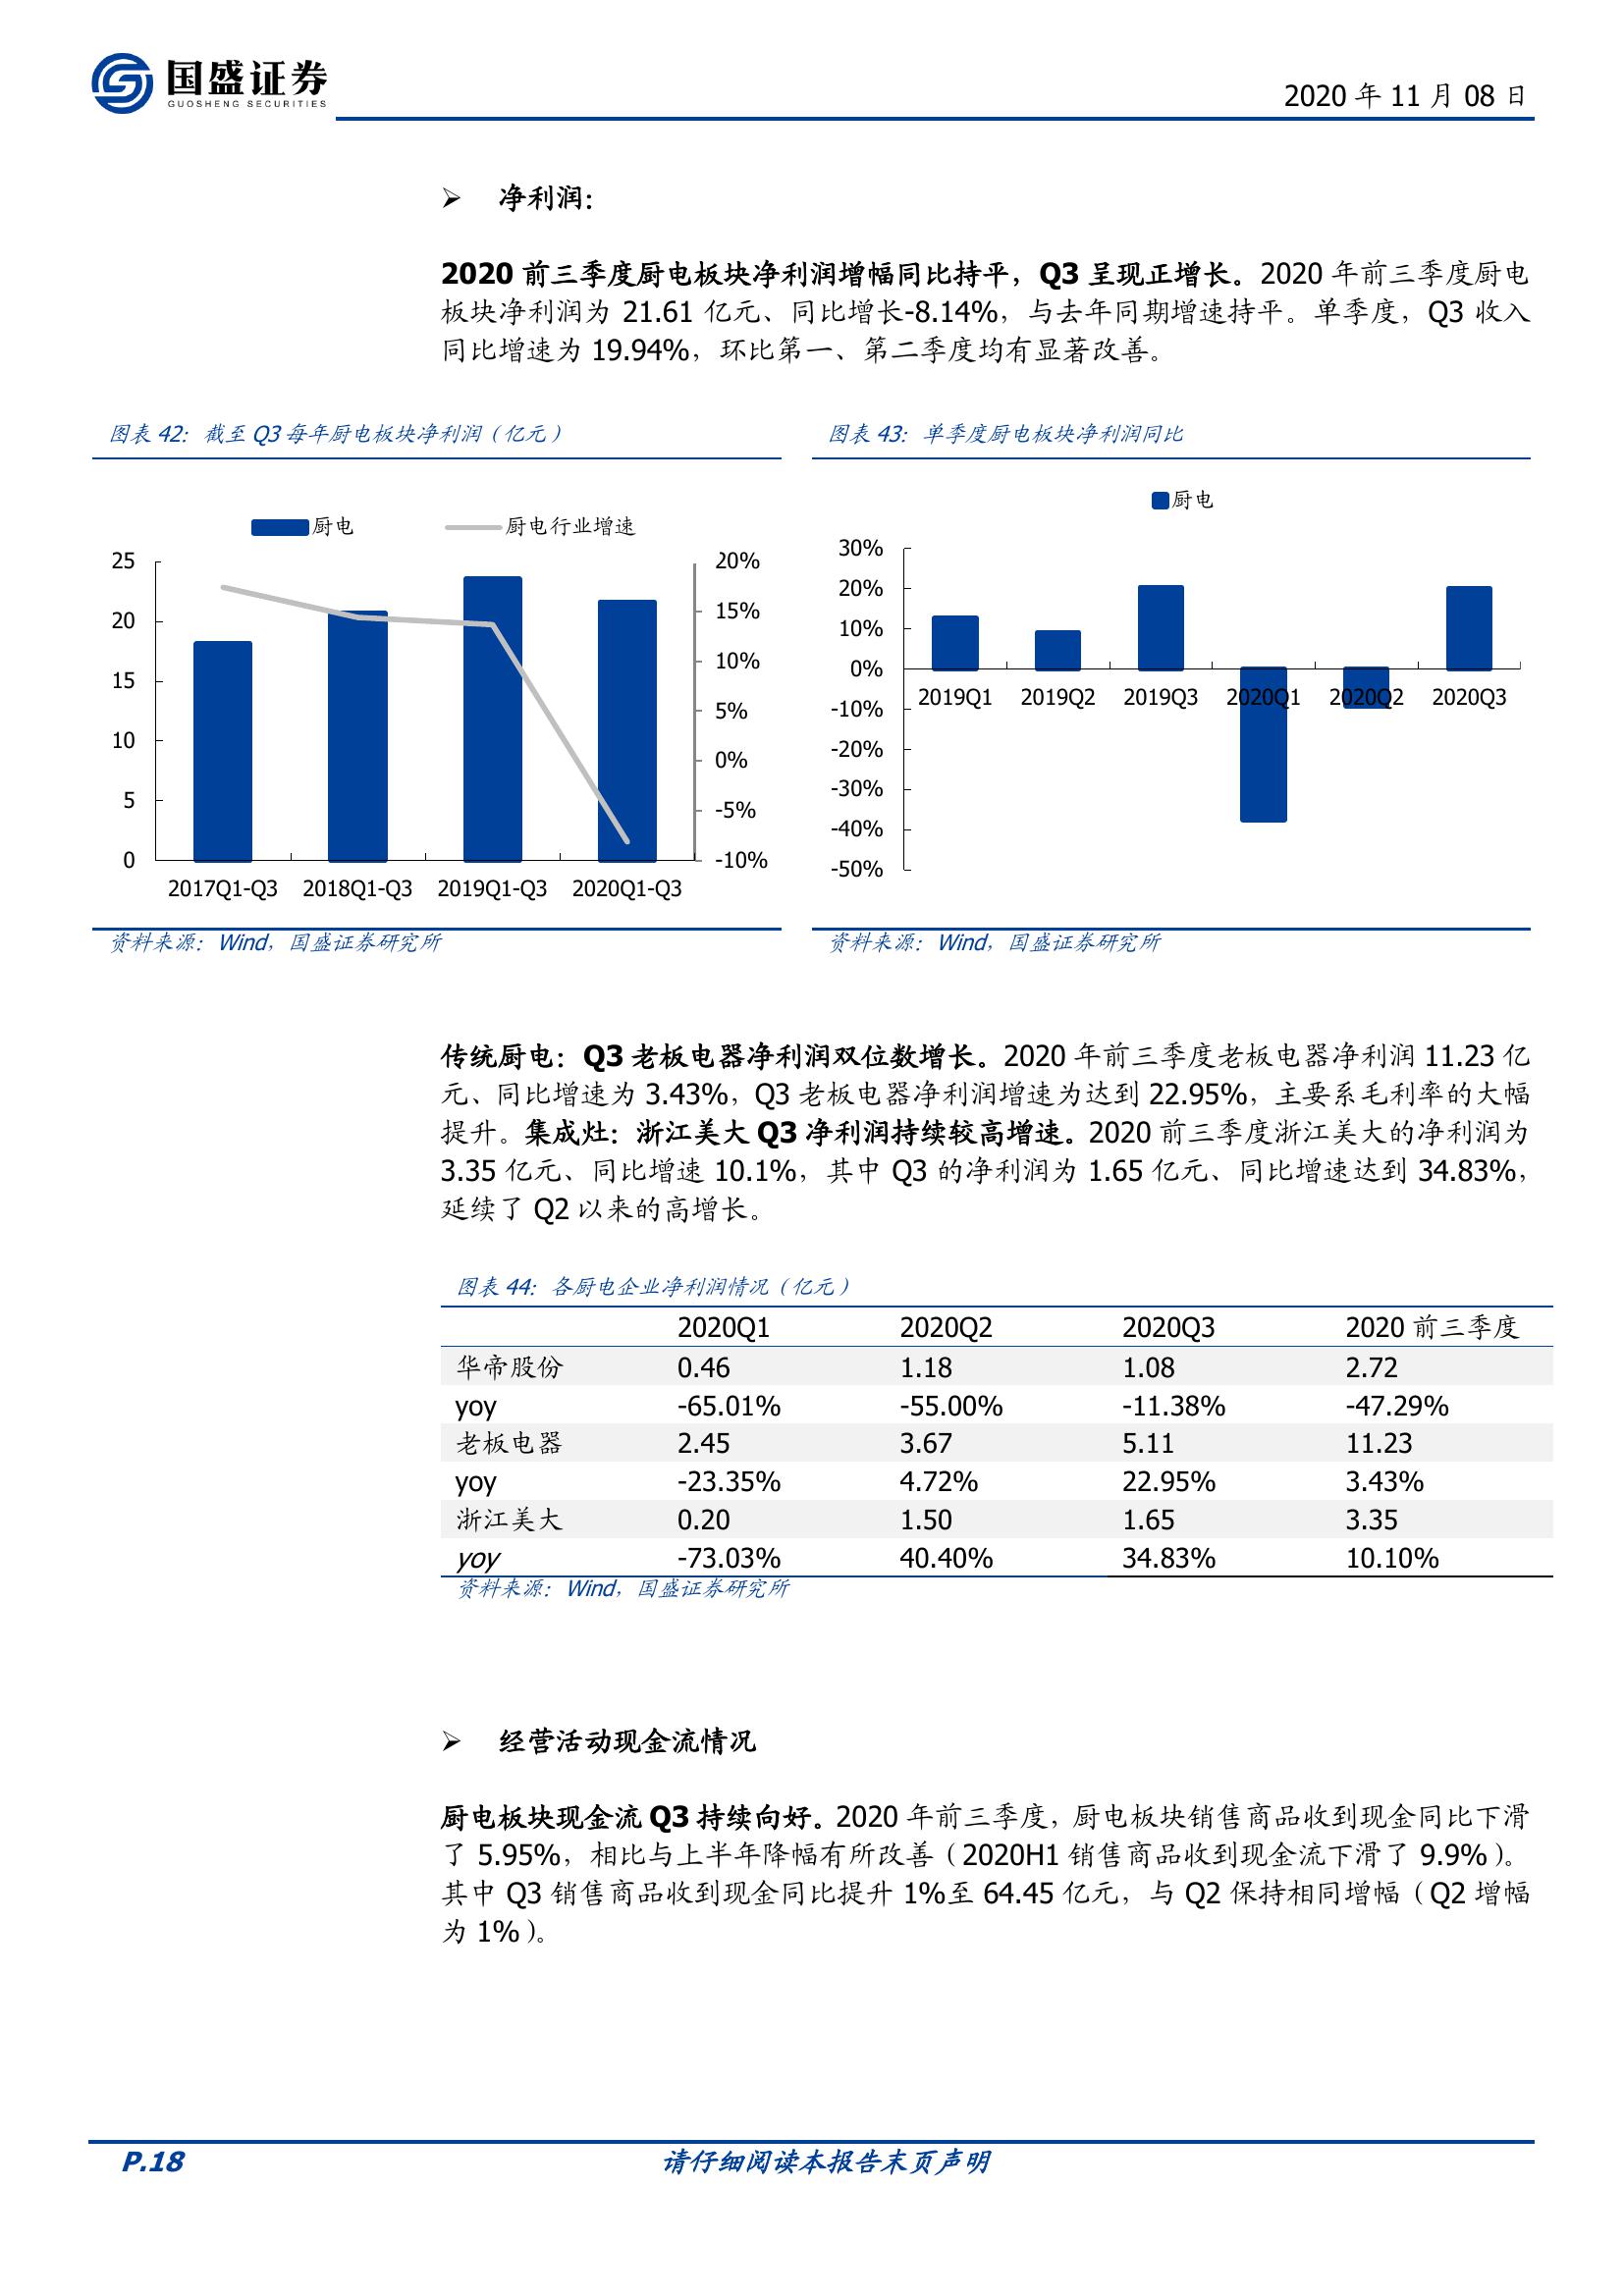 国盛证券
GUOSHENG SECURITIES
2020 年 11 月 08 日
➢ 净利润：
2020 前三季度厨电板块净利润增幅同比持平，Q3 呈现正增长。2020 年前三季度厨电
板块净利润为 21.61 亿元、同比增长-8.14%，与去年同期增速持平。单季度，Q3 收入
同比增速为 19.94%，环比第一、第二季度均有显著改善。
图表 42：截至 Q3 每年厨电板块净利润（亿元）
厨电 厨电行业增速
25
20
15
10
5
0
20%
15%
10%
5%
0%
-5%
-10%
2017Q1-Q3 2018Q1-Q3 2019Q1-Q3 2020Q1-Q3
资料来源：Wind，国盛证券研究所
图表 43：单季度厨电板块净利润同比
厨电
30%
20%
10%
0%
-10%
-20%
-30%
-40%
-50%
2019Q1 2019Q2 2019Q3 2020Q1 2020Q2 2020Q3
资料来源：Wind，国盛证券研究所
传统厨电：Q3 老板电器净利润双位数增长。2020 年前三季度老板电器净利润 11.23 亿
元、同比增速为 3.43%，Q3 老板电器净利润增速为达到 22.95%，主要系毛利率的大幅
提升。集成灶：浙江美大 Q3 净利润持续较高增速。2020 前三季度浙江美大的净利润为
3.35 亿元、同比增速 10.1%，其中 Q3 的净利润为 1.65 亿元、同比增速达到 34.83%，
延续了 Q2 以来的高增长。
图表 44：各厨电企业净利润情况（亿元）
2020Q1 2020Q2 2020Q3 2020 前三季度
华帝股份 0.46 1.18 1.08 2.72
yoy -65.01% -55.00% -11.38% -47.29%
老板电器 2.45 3.67 5.11 11.23
yoy -23.35% 4.72% 22.95% 3.43%
浙江美大 0.20 1.50 1.65 3.35
yoy -73.03% 40.40% 34.83% 10.10%
资料来源：Wind，国盛证券研究所
➢ 经营活动现金流情况
厨电板块现金流 Q3 持续向好。2020 年前三季度，厨电板块销售商品收到现金同比下滑
了 5.95%，相比与上半年降幅有所改善（2020H1 销售商品收到现金流下滑了 9.9%）。
其中 Q3 销售商品收到现金同比提升 1%至 64.45 亿元，与 Q2 保持相同增幅（Q2 增幅
为 1%）。
P.18
请仔细阅读本报告末页声明